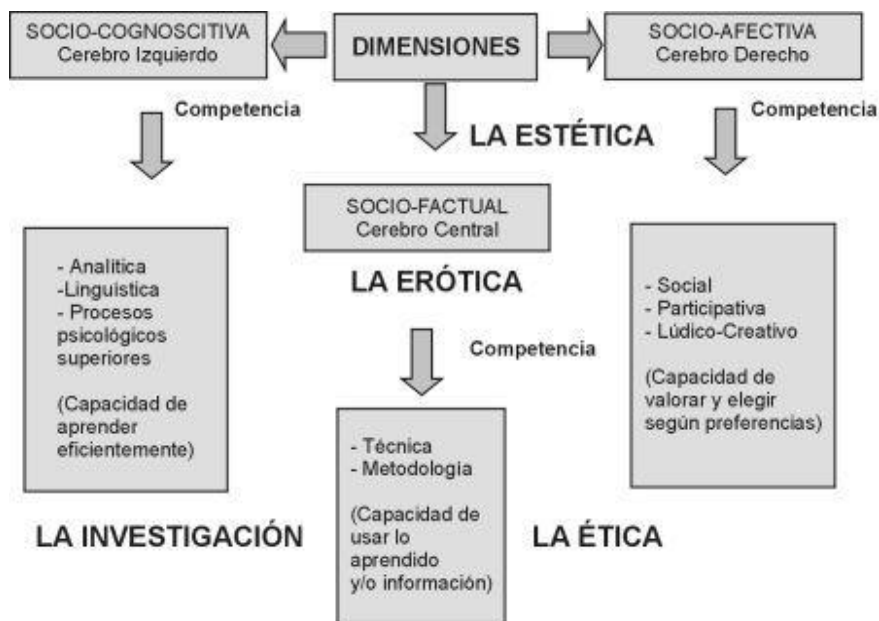 SOCIO-COGNOSCITIVA
Cerebro Izquierdo
DIMENSIONES
SOCIO-AFECTIVA
Cerebro Derecho
Competencia
LA ESTÉTICA
Competencia
SOCIO-FACTUAL
Cerebro Central
LA ERÓTICA
- Analítica
-Linguística
- Procesos
psicológicos
superiores
(Capacidad de
aprender
eficientemente)
- Social
- Participativa
- Lúdico-Creativo
(Capacidad de
valorar y elegir
según preferencias)
Competencia
- Técnica
- Metodología
(Capacidad de
usar lo
aprendido
y/o información)
LA INVESTIGACIÓN
LA ÉTICA